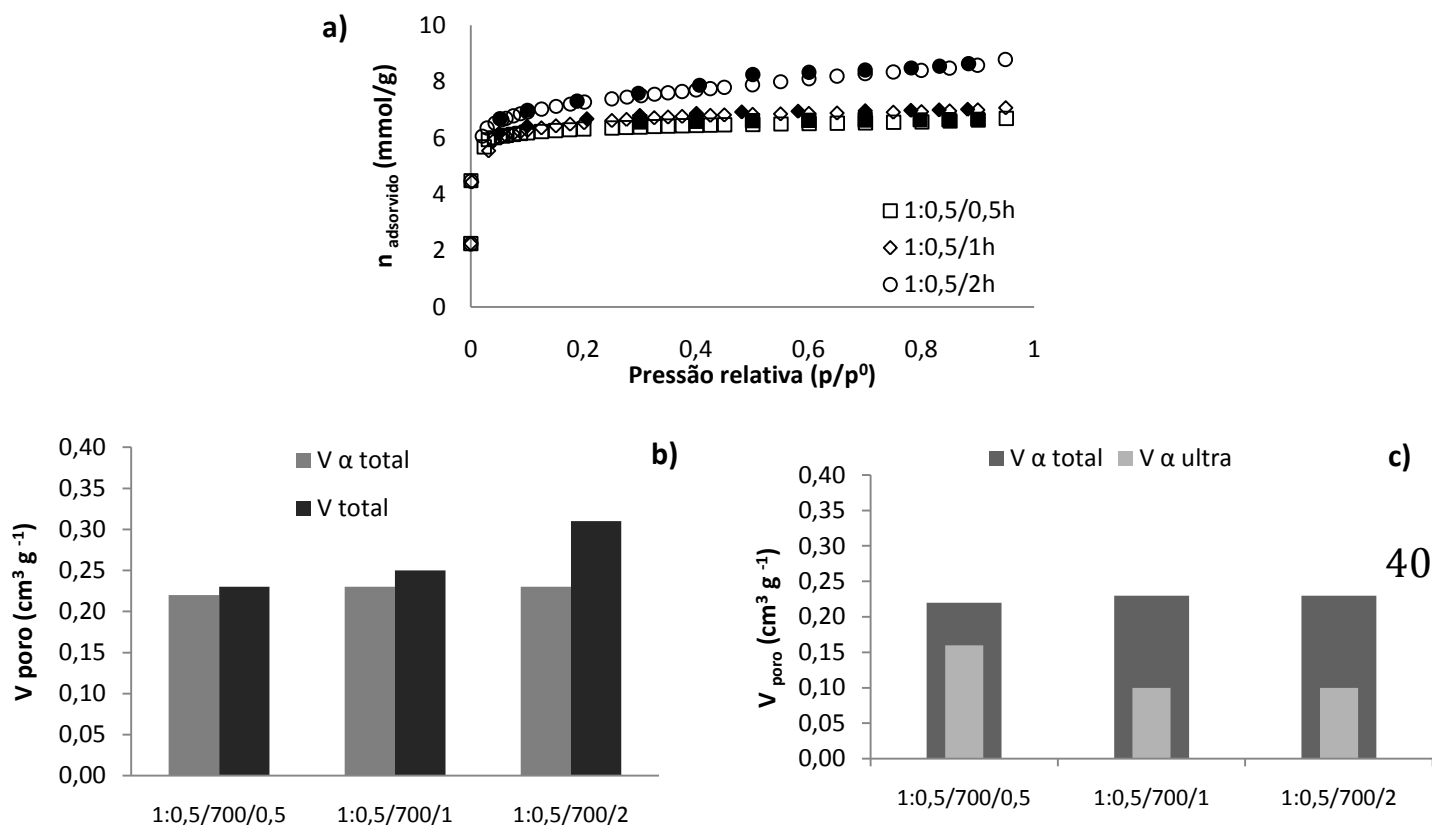 a)
10
8
6
4
2
0
n adsorvido (mmol/g)
1:0,5/0,5h
1:0,5/1h
1:0,5/2h
0 0,2 0,4 0,6 0,8 1
Pressão relativa (p/p⁰)
b)
V α total
V total
0,40
0,35
0,30
0,25
0,20
0,15
0,10
0,05
0,00
V poro (cm³ g ⁻¹)
1:0,5/700/0,5 1:0,5/700/1 1:0,5/700/2
c)
V α total V α ultra
0,40
0,35
0,30
0,25
0,20
0,15
0,10
0,05
0,00
V poro (cm³ g ⁻¹)
1:0,5/700/0,5 1:0,5/700/1 1:0,5/700/2
40